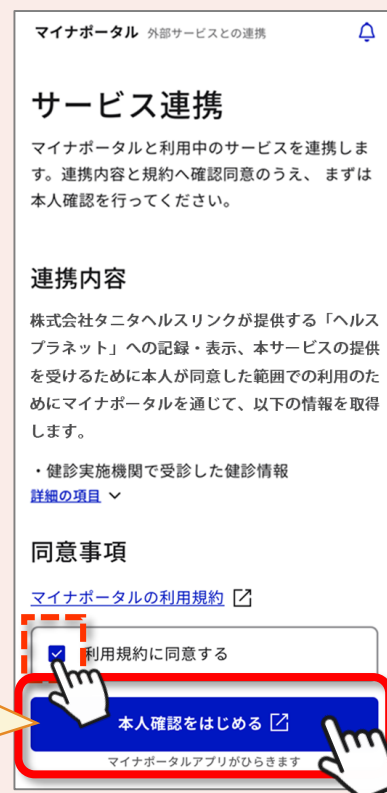 マイナポータル 外部サービスとの連携
サービス連携
マイナポータルと利用中のサービスを連携しま
す。連携内容と規約へ確認同意のうえ、 まずは
本人確認を行ってください。
連携内容
株式会社タニタヘルスリンクが提供する「ヘルス
プラネット」への記録・表示、本サービスの提供
を受けるために本人が同意した範囲での利用のた
めにマイナポータルを通じて、以下の情報を取得
します。
・健診実施機関で受診した健診情報
詳細の項目
同意事項
マイナポータルの利用規約
利用規約に同意する
本人確認をはじめる
マイナポータルアプリがひらきます